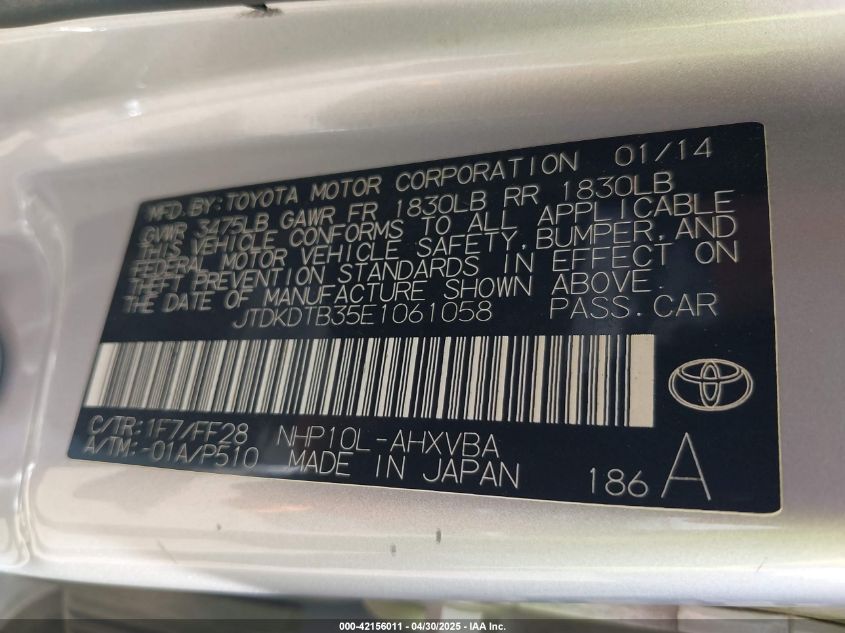 MFD. BY: TOYOTA MOTOR CORPORATION 01/14
GVWR 3475LB GAWR FR 1830LB RR 1830LB
THIS VEHICLE CONFORMS TO ALL APPLICABLE
FEDERAL MOTOR VEHICLE SAFETY, BUMPER, AND
THEFT PREVENTION STANDARDS IN EFFECT ON
THE DATE OF MANUFACTURE SHOWN ABOVE.
JTDKDTB35E1061058 PASS. CAR
C/TR: 1F7/FF28 NHP10L-AHXVBA
A/TM: -01A/P510 MADE IN JAPAN
186 A
000-42156011 - 04/30/2025 - IAA Inc.